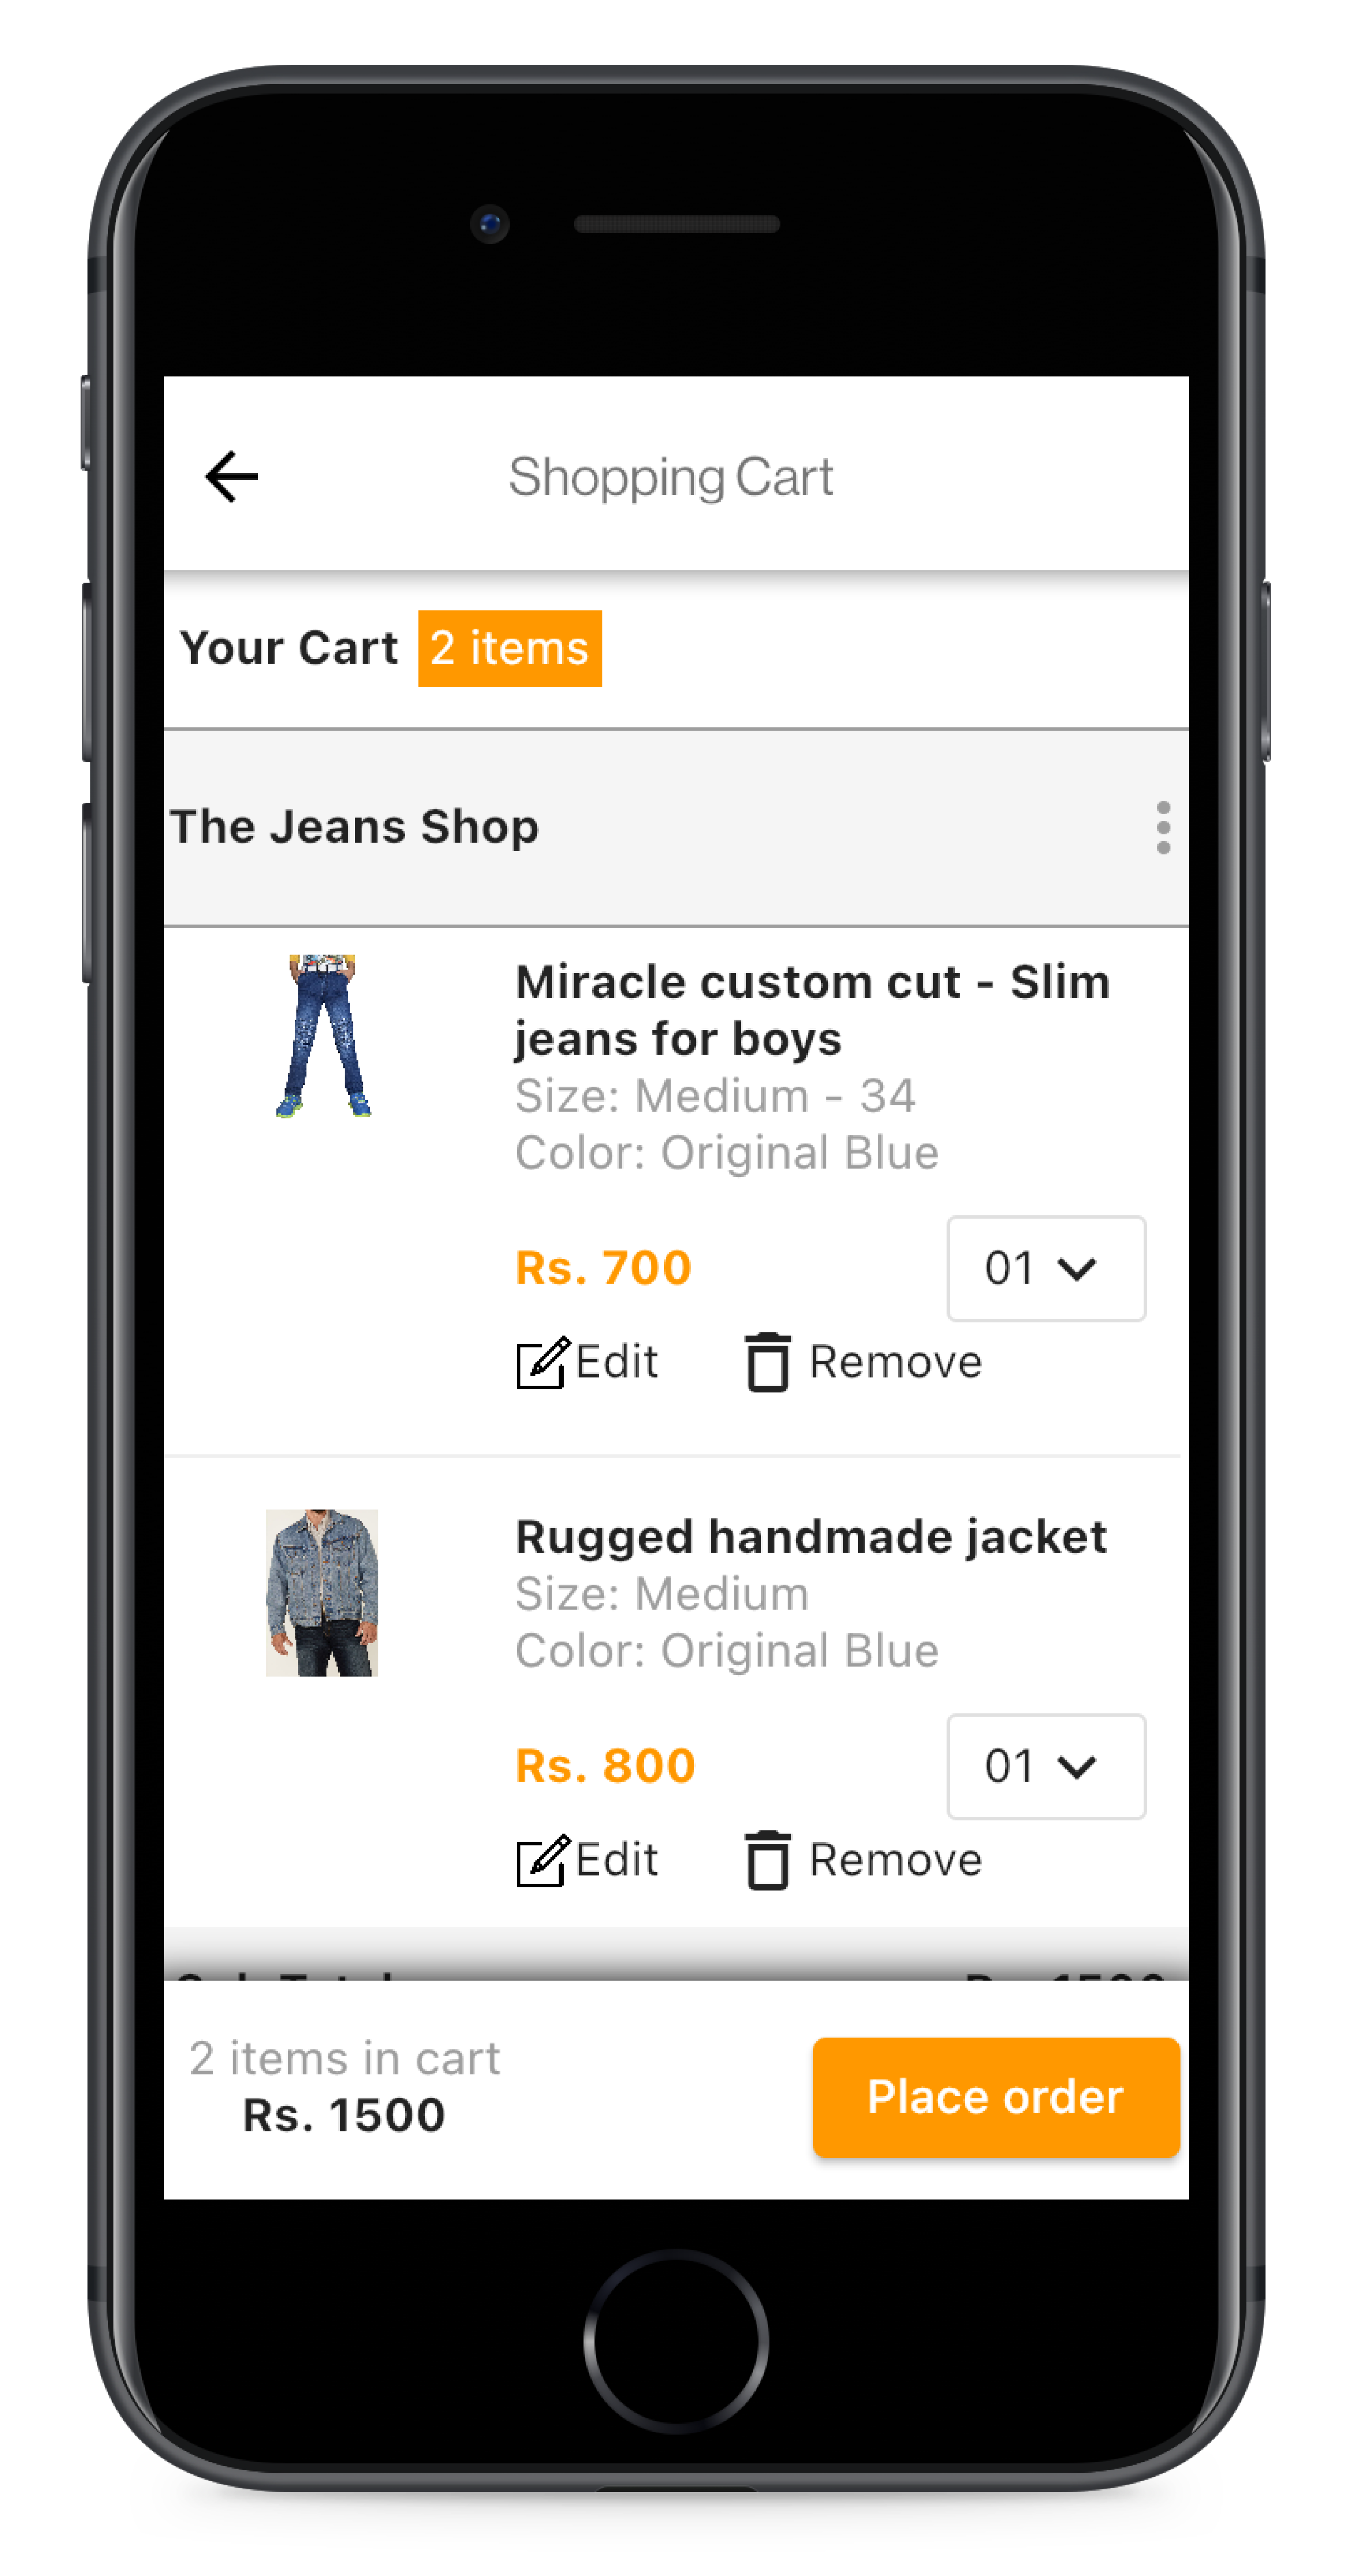 Shopping Cart
Your Cart 2 items
The Jeans Shop
Miracle custom cut - Slim
jeans for boys
Size: Medium - 34
Color: Original Blue
Rs. 700 01
Edit Remove
Rugged handmade jacket
Size: Medium
Color: Original Blue
Rs. 800 01
Edit Remove
2 items in cart
Rs. 1500
Place order